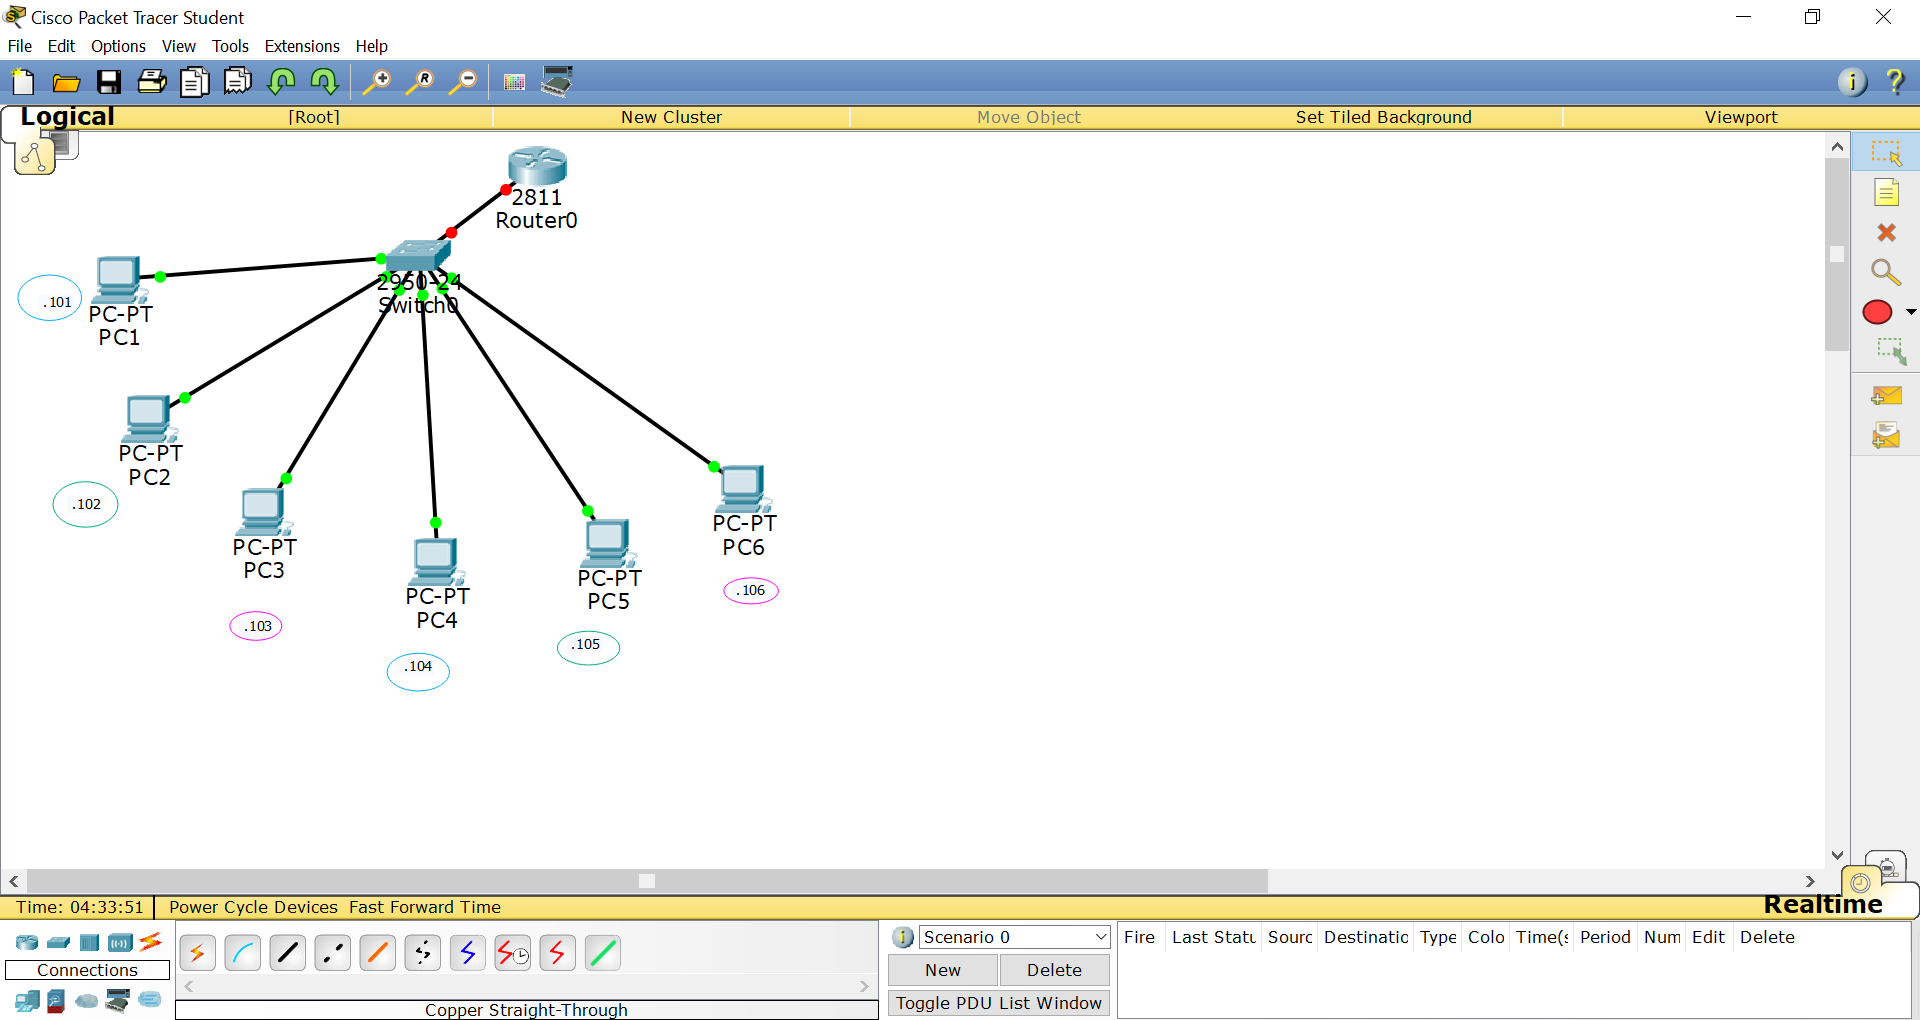 Cisco Packet Tracer Student
File Edit Options View Tools Extensions Help
Logical [Root] New Cluster Move Object Set Tiled Background Viewport
2811
Router0
2950-24
Switch0
.101
PC-PT
PC1
PC-PT
PC2
.102
PC-PT
PC3
.103
PC-PT
PC4
.104
PC-PT
PC5
.105
PC-PT
PC6
.106
Time: 04:33:51 Power Cycle Devices Fast Forward Time Realtime
Connections
Copper Straight-Through
Scenario 0
New Delete
Toggle PDU List Window
Fire Last Statu Sourc Destinatio Type Colo Time(s Period Num Edit Delete